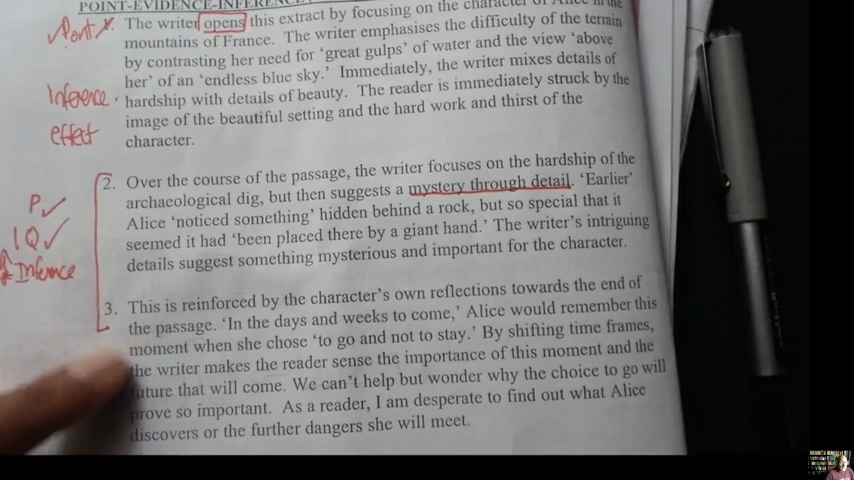 POINT-EVIDENCE-INFERENCE
Point
1. The writer opens this extract by focusing on the character of Alice in the
mountains of France. The writer emphasises the difficulty of the terrain
by contrasting her need for 'great gulps' of water and the view 'above
her' of an 'endless blue sky.' Immediately, the writer mixes details of
Inference
hardship with details of beauty. The reader is immediately struck by the
image of the beautiful setting and the hard work and thirst of the
effect
character.
2. Over the course of the passage, the writer focuses on the hardship of the
archaeological dig, but then suggests a mystery through detail. 'Earlier'
P✓
Alice 'noticed something' hidden behind a rock, but so special that it
1 Q✓
seemed it had 'been placed there by a giant hand.' The writer's intriguing
Inference
details suggest something mysterious and important for the character.
3. This is reinforced by the character's own reflections towards the end of
the passage. 'In the days and weeks to come,' Alice would remember this
moment when she chose 'to go and not to stay.' By shifting time frames,
the writer makes the reader sense the importance of this moment and the
future that will come. We can't help but wonder why the choice to go will
prove so important. As a reader, I am desperate to find out what Alice
discovers or the further dangers she will meet.